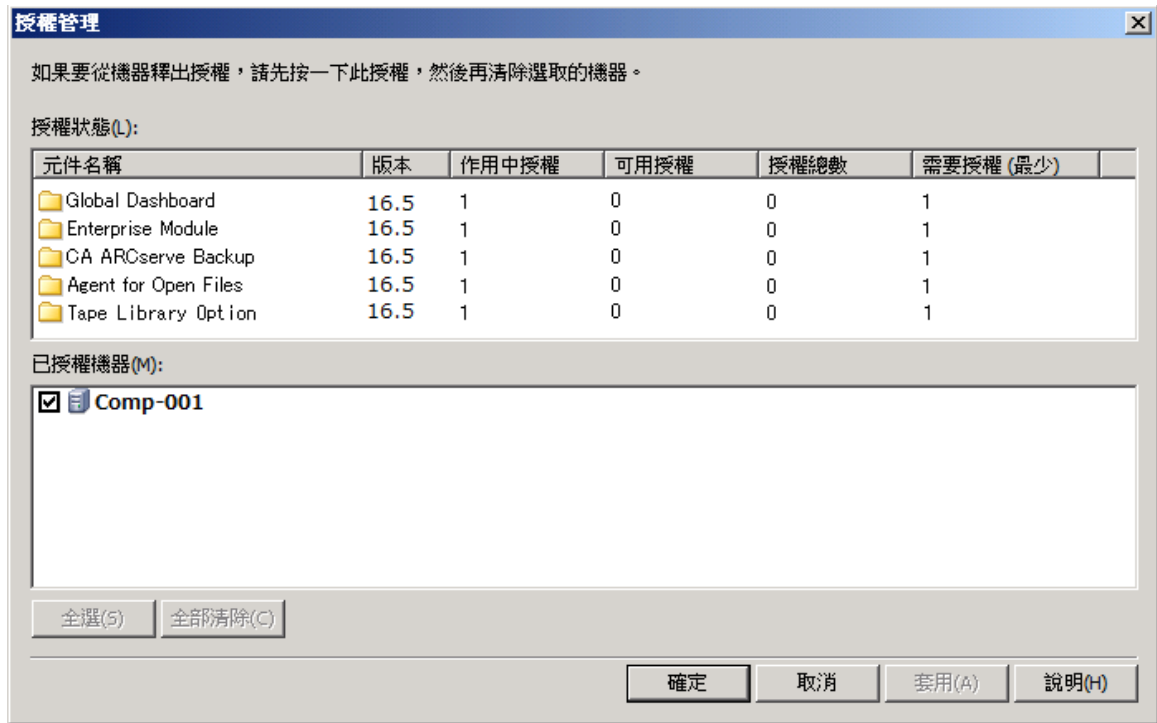 授權管理
如果要從機器釋出授權，請先按一下此授權，然後再清除選取的機器。
授權狀態(L):
元件名稱 版本 作用中授權 可用授權 授權總數 需要授權 (最少)
Global Dashboard 16.5 1 0 0 1
Enterprise Module 16.5 1 0 0 1
CA ARCserve Backup 16.5 1 0 0 1
Agent for Open Files 16.5 1 0 0 1
Tape Library Option 16.5 1 0 0 1
已授權機器(M):
Comp-001
全選(S) 全部清除(C)
確定 取消 套用(A) 說明(H)